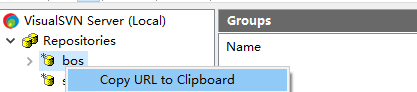 VisualSVN Server (Local)
Groups
Repositories
Name
bos
Copy URL to Clipboard
s